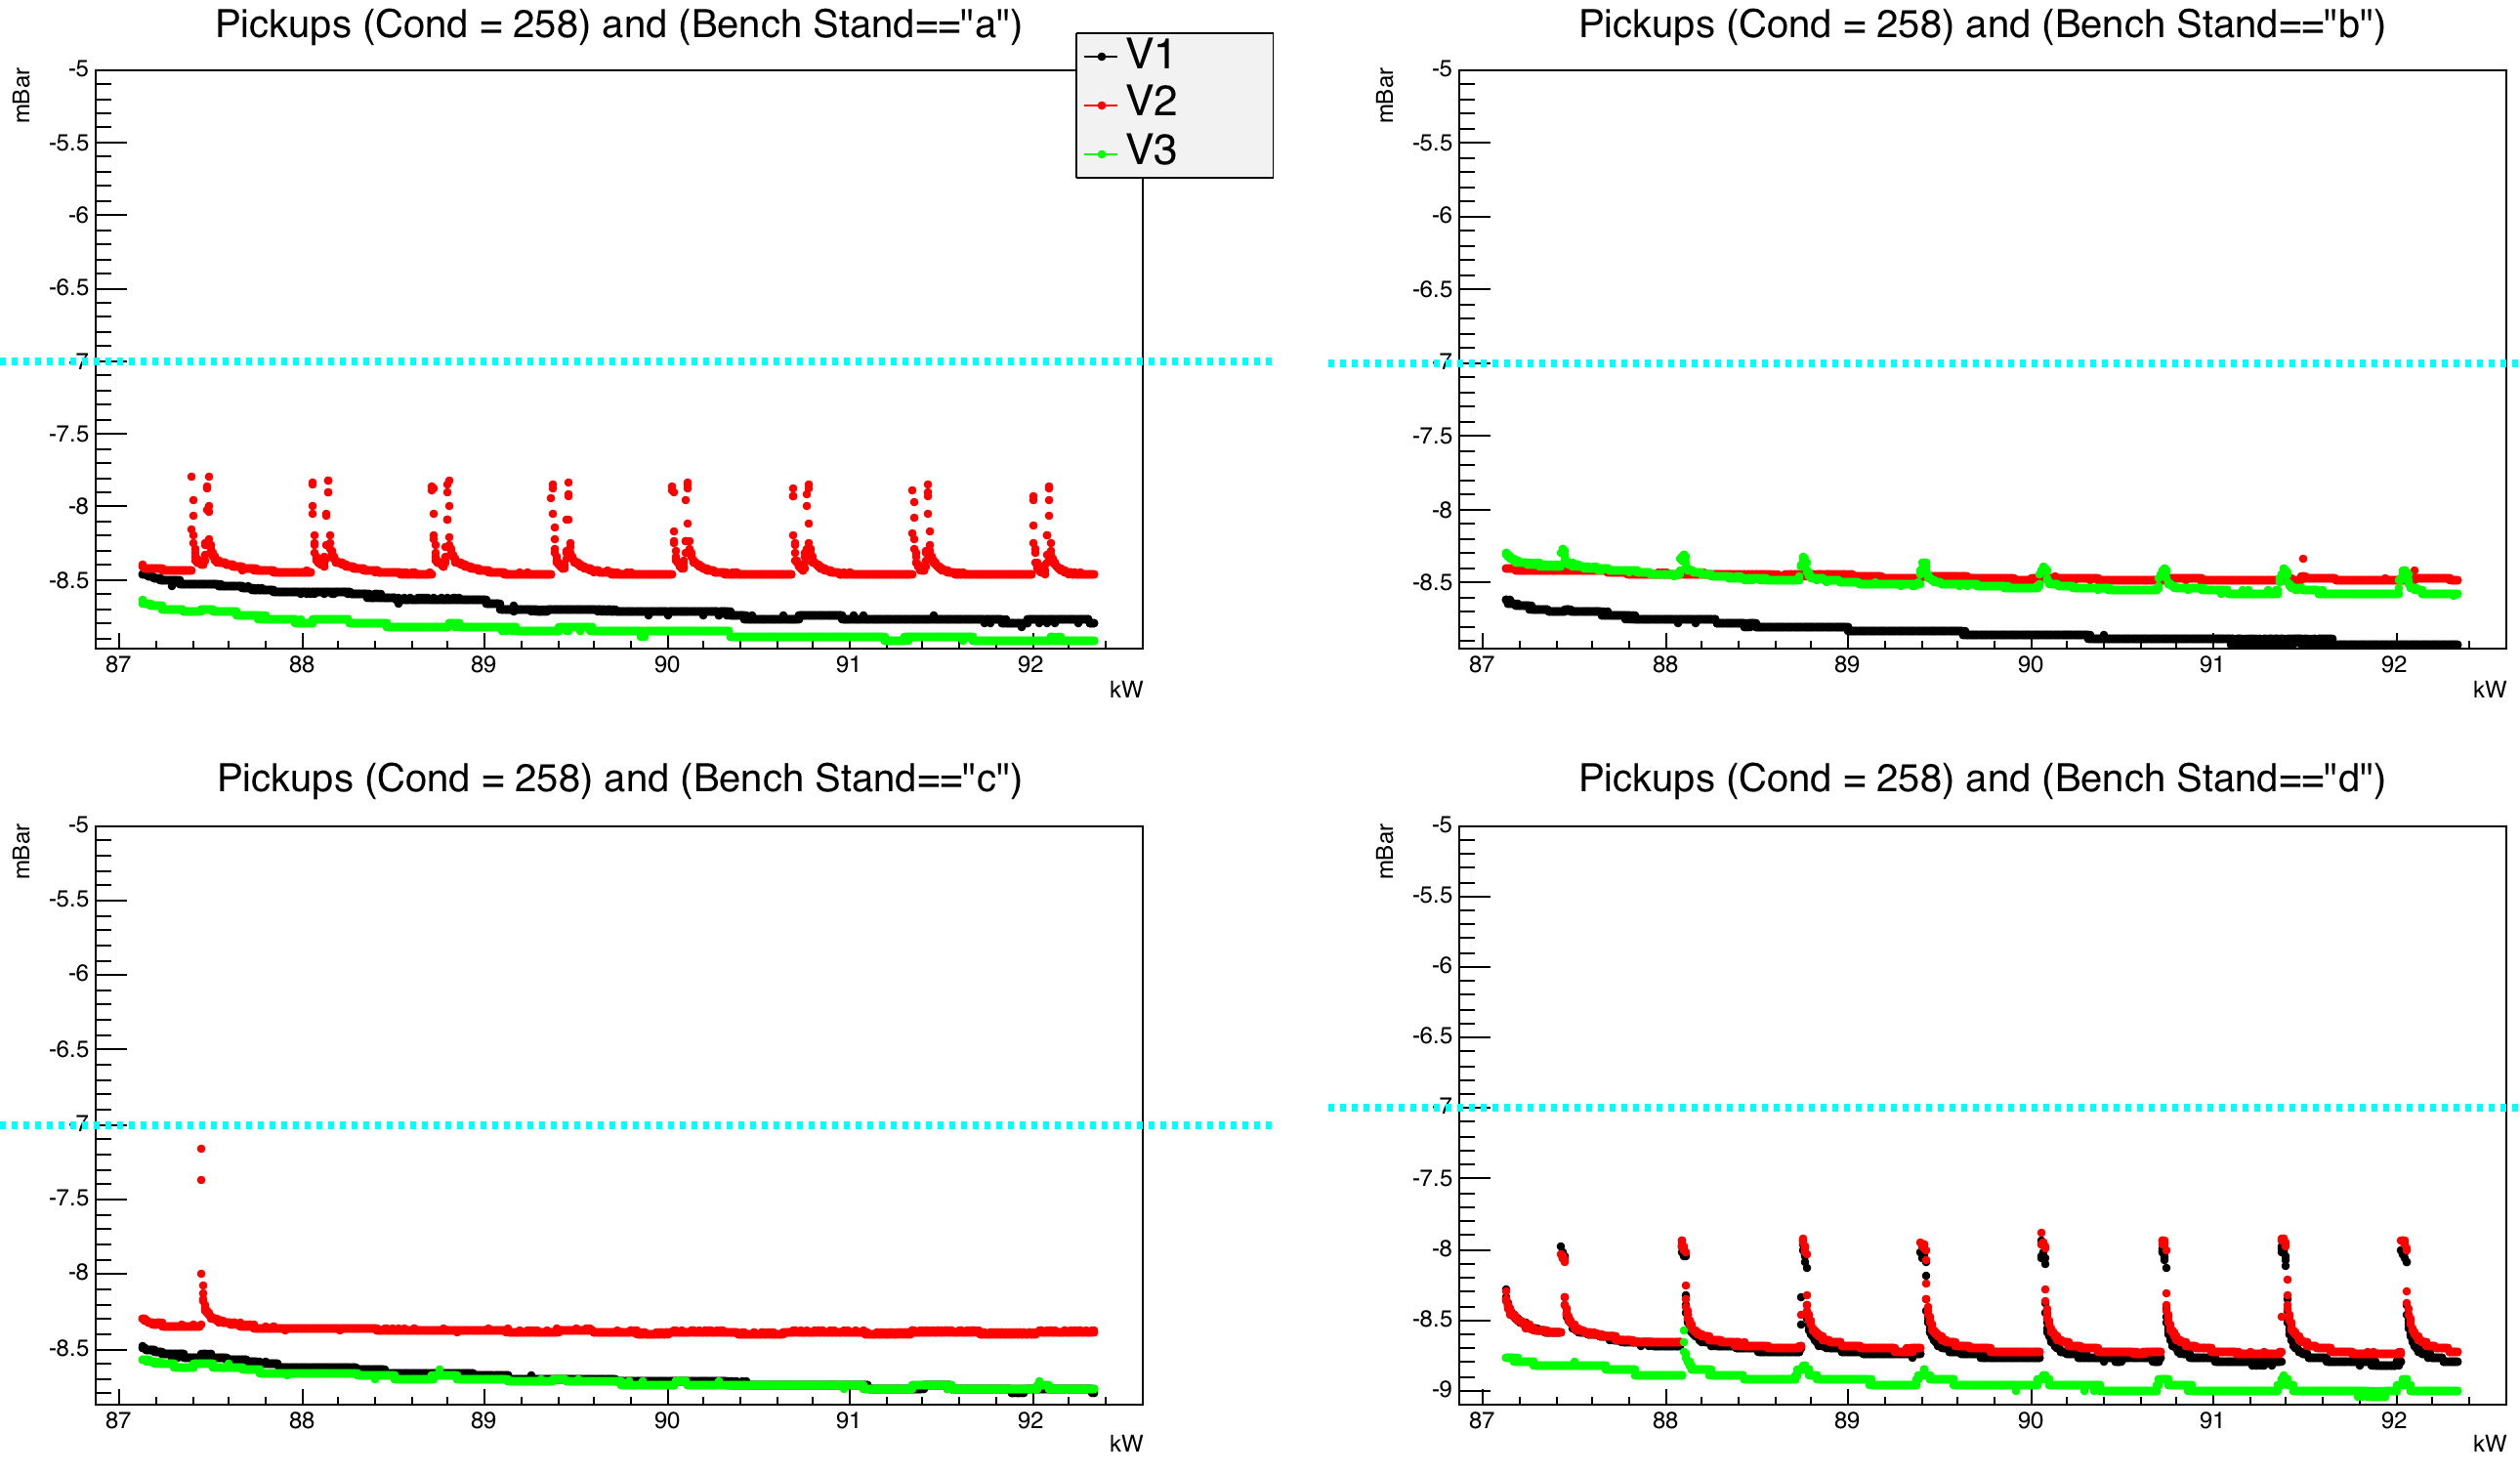 Pickups (Cond = 258) and (Bench Stand=="a")
mBar
-5
-5.5
-6
-6.5
-7
-7.5
-8
-8.5
87 88 89 90 91 92
kW
V1
V2
V3
Pickups (Cond = 258) and (Bench Stand=="b")
mBar
-5
-5.5
-6
-6.5
-7
-7.5
-8
-8.5
87 88 89 90 91 92
kW
Pickups (Cond = 258) and (Bench Stand=="c")
mBar
-5
-5.5
-6
-6.5
-7
-7.5
-8
-8.5
87 88 89 90 91 92
kW
Pickups (Cond = 258) and (Bench Stand=="d")
mBar
-5
-5.5
-6
-6.5
-7
-7.5
-8
-8.5
-9
87 88 89 90 91 92
kW